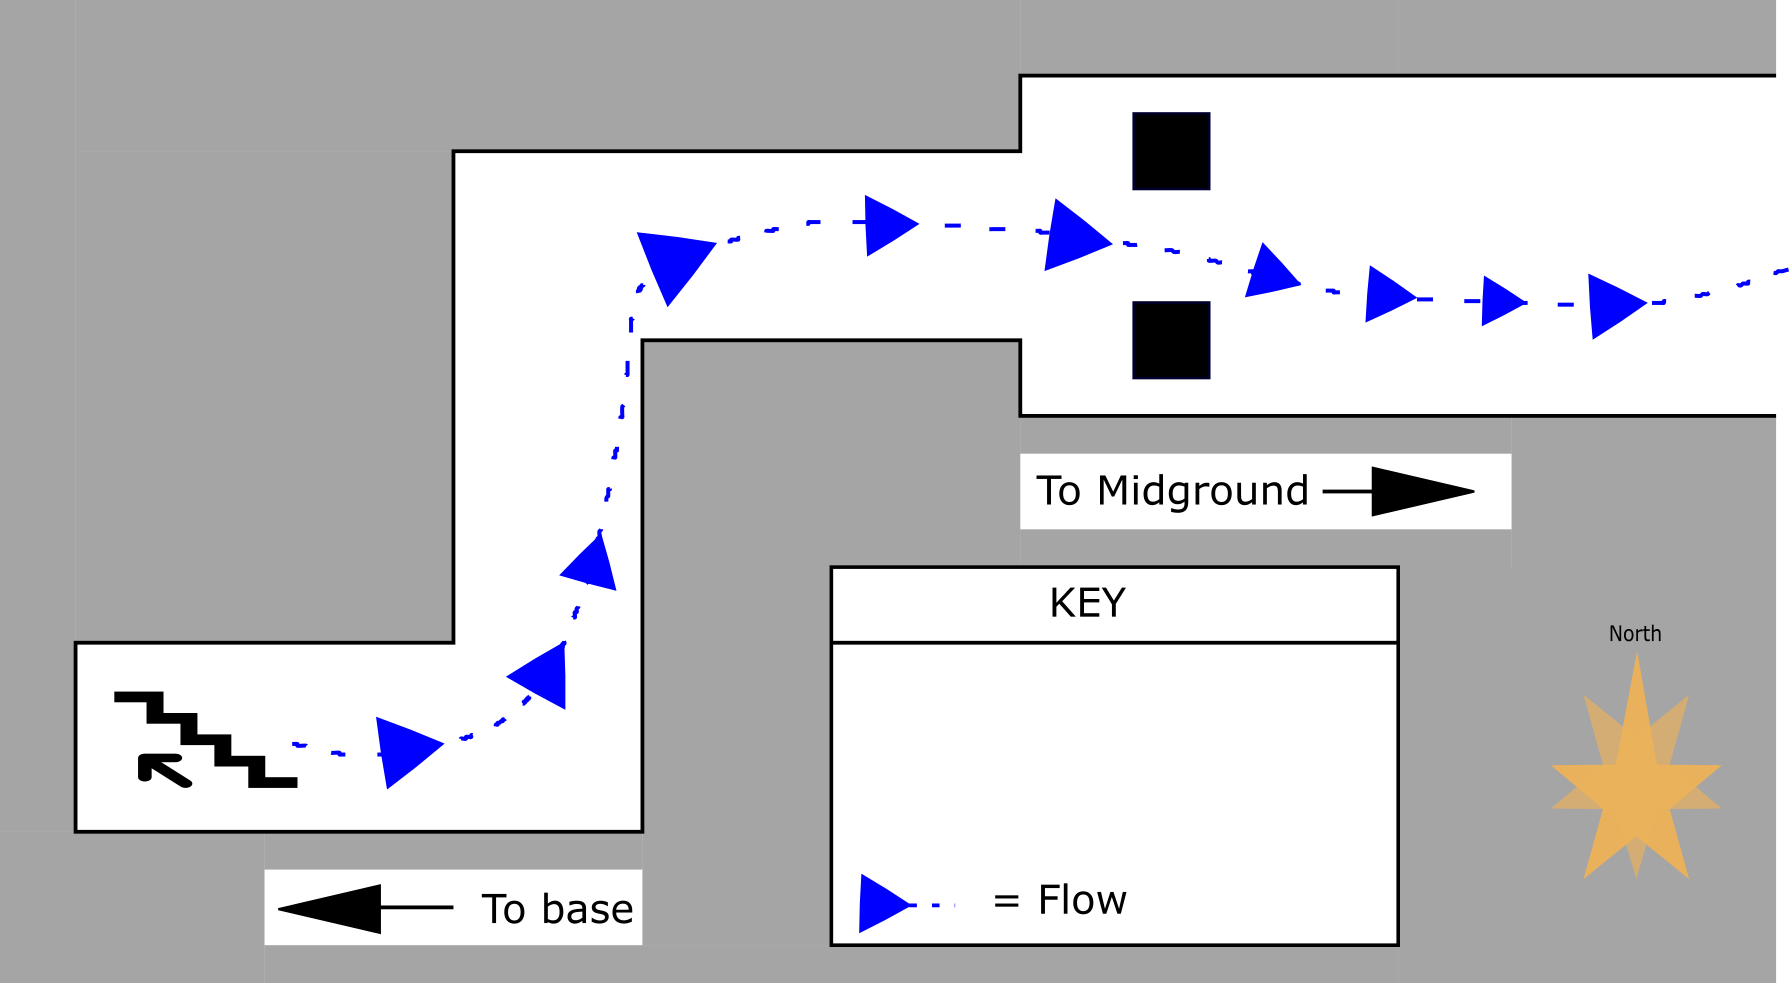 To Midground
KEY
North
= Flow
To base